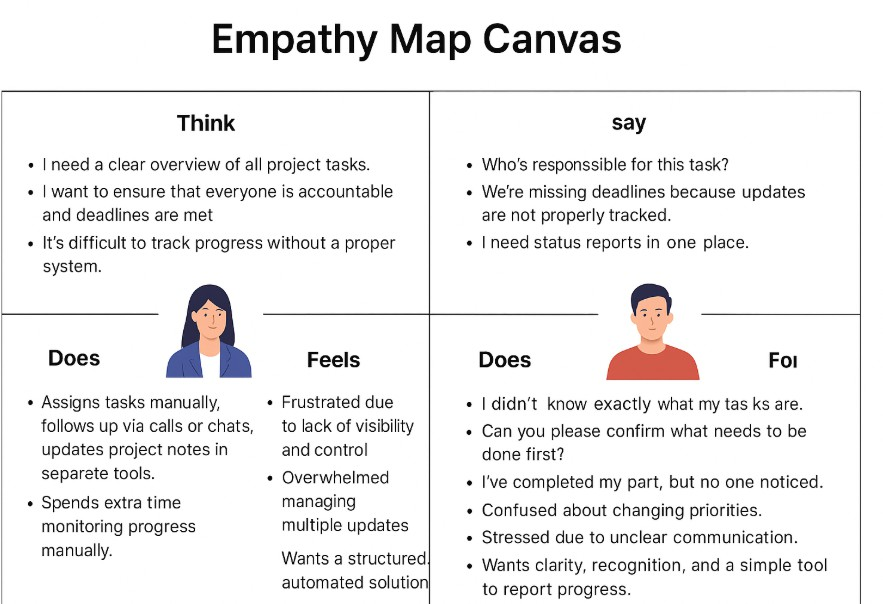 Empathy Map Canvas
Think
• I need a clear overview of all project tasks.
• I want to ensure that everyone is accountable
and deadlines are met
• It's difficult to track progress without a proper
system.
say
• Who's responssible for this task?
• We're missing deadlines because updates
are not properly tracked.
• I need status reports in one place.
Does
• Assigns tasks manually,
follows up via calls or chats,
updates project notes in
separete tools.
• Spends extra time
monitoring progress
manually.
Feels
• Frustrated due
to lack of visibility
and control
• Overwhelmed
managing
multiple updates
Wants a structured.
automated solution
Does
• I didn't know exactly what my tas ks are.
• Can you please confirm what needs to be
done first?
• I've completed my part, but no one noticed.
• Confused about changing priorities.
• Stressed due to unclear communication.
• Wants clarity, recognition, and a simple tool
to report progress.